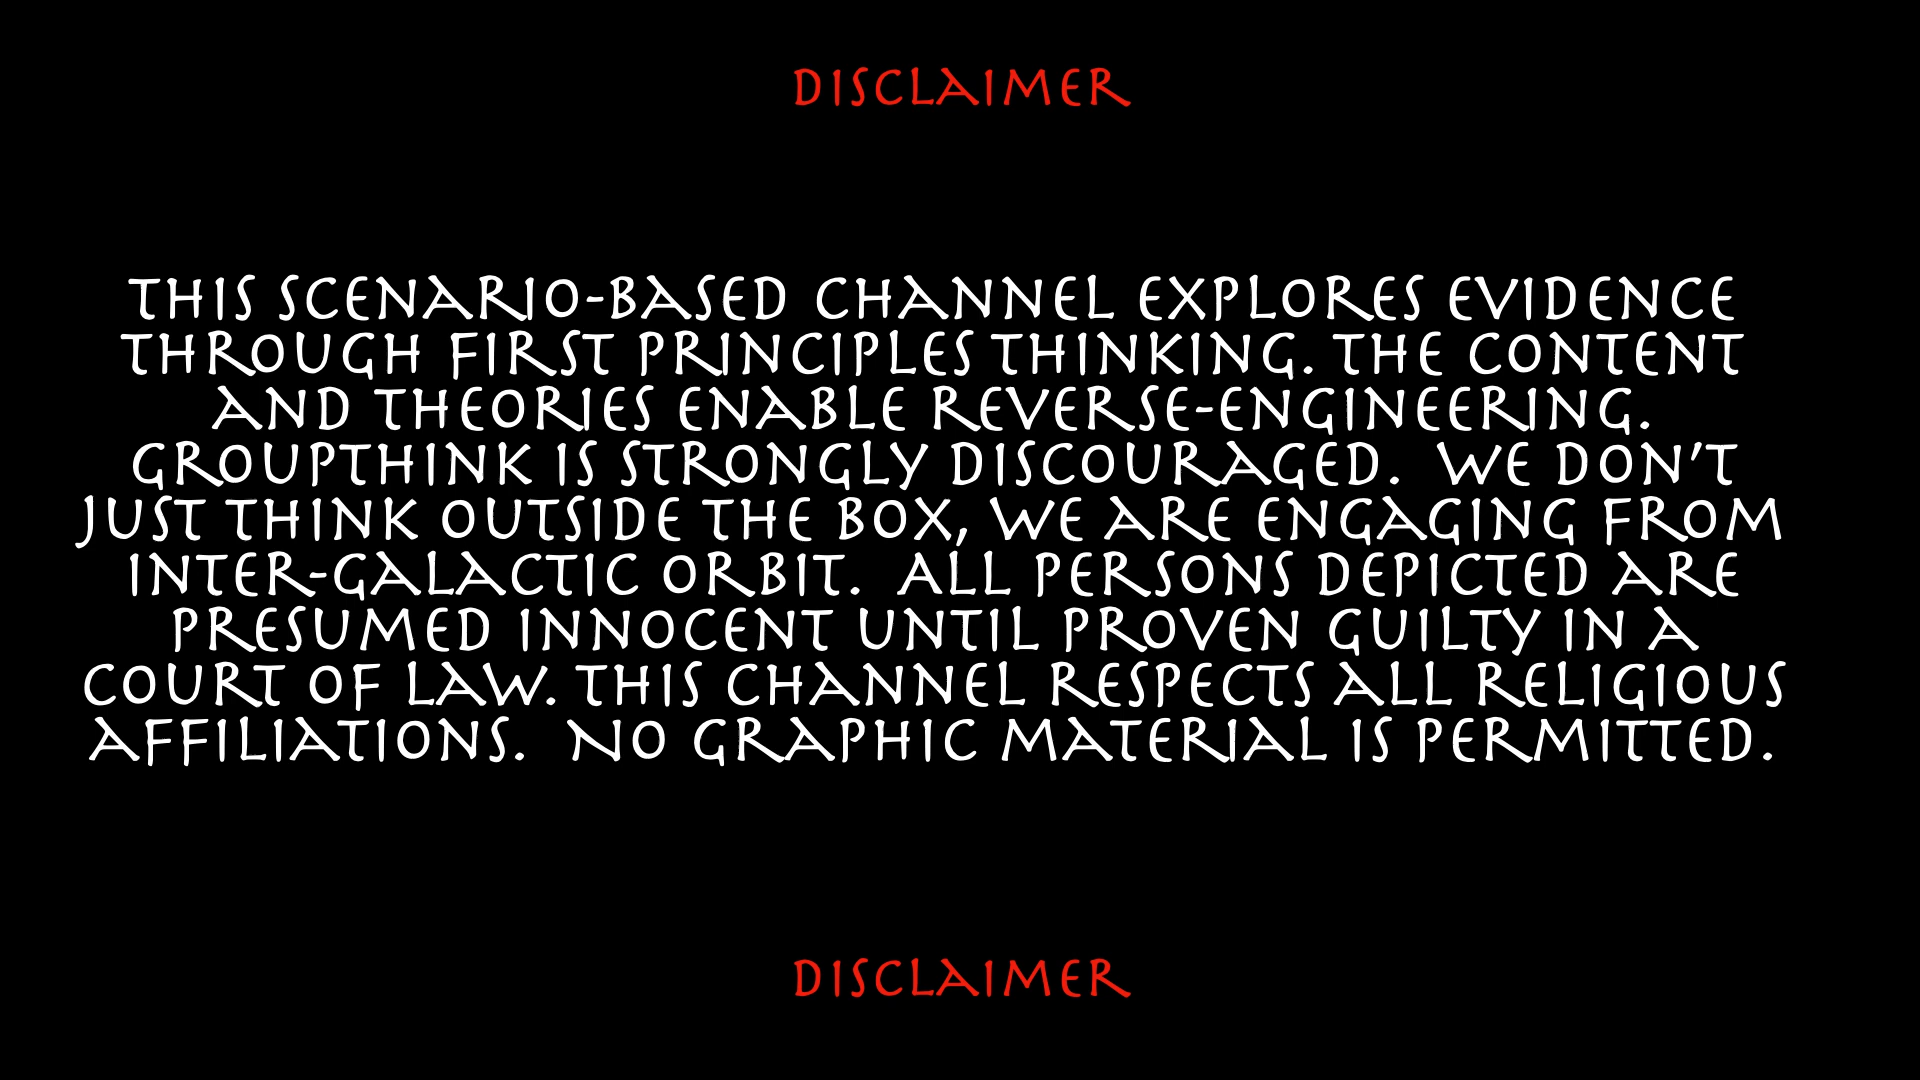 DISCLAIMER
THIS SCENARIO-BASED CHANNEL EXPLORES EVIDENCE
THROUGH FIRST PRINCIPLES THINKING. THE CONTENT
AND THEORIES ENABLE REVERSE-ENGINEERING.
GROUPTHINK IS STRONGLY DISCOURAGED. WE DON'T
JUST THINK OUTSIDE THE BOX, WE ARE ENGAGING FROM
INTER-GALACTIC ORBIT. ALL PERSONS DEPICTED ARE
PRESUMED INNOCENT UNTIL PROVEN GUILTY IN A
COURT OF LAW. THIS CHANNEL RESPECTS ALL RELIGIOUS
AFFILIATIONS. NO GRAPHIC MATERIAL IS PERMITTED.
DISCLAIMER